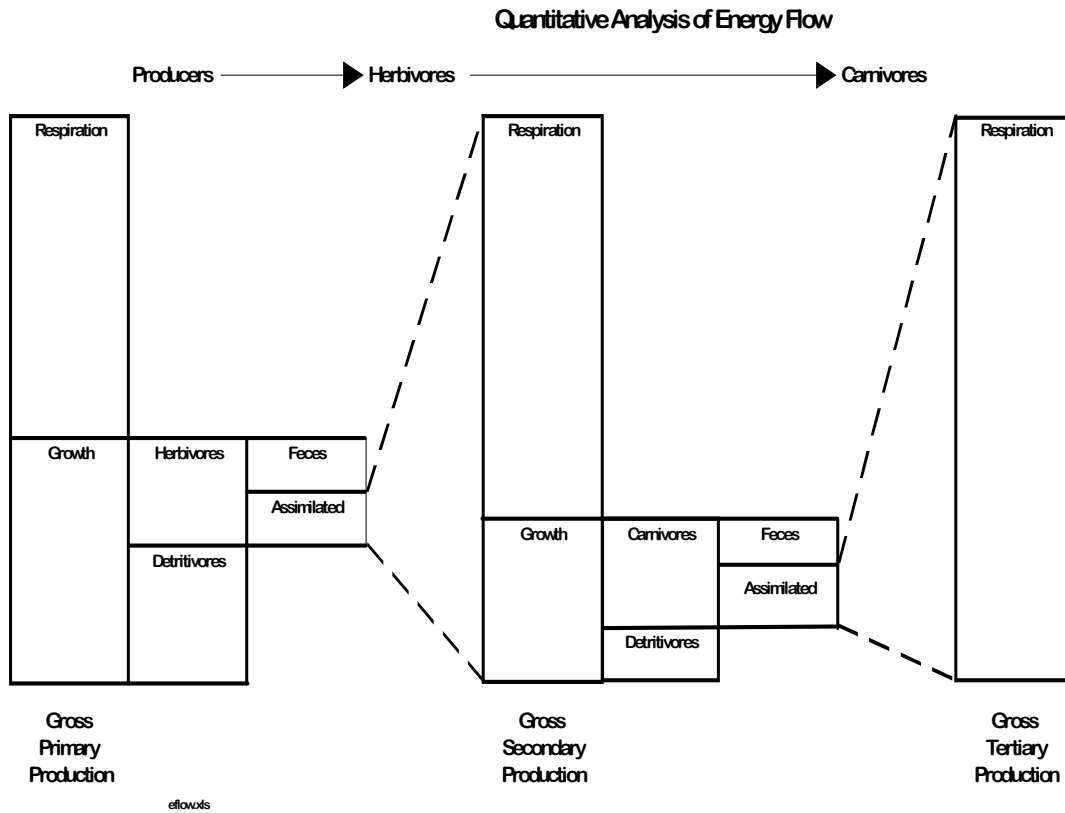 Quantitative Analysis of Energy Flow
Producers
Herbivores
Carnivores
Respiration
Respiration
Respiration
Growth
Herbivores
Feces
Assimilated
Detritivores
Growth
Carnivores
Feces
Assimilated
Detritivores
Gross
Primary
Production
Gross
Secondary
Production
Gross
Tertiary
Production
eflow.xls